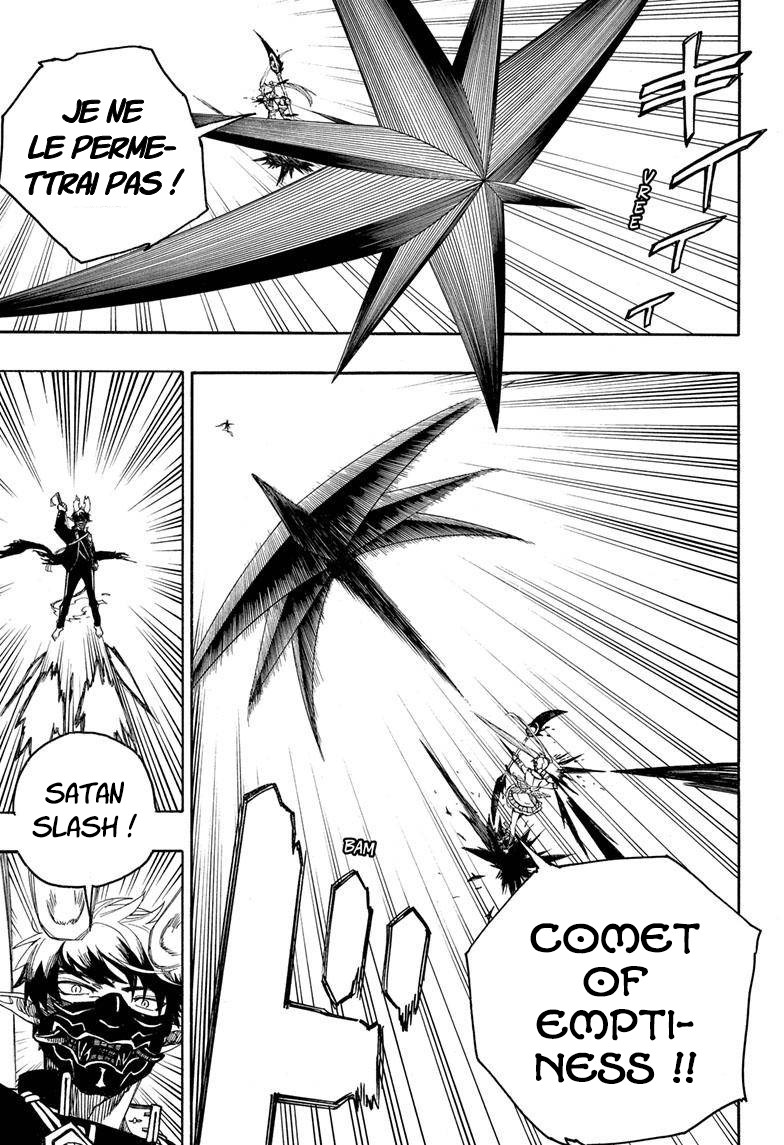 JE NE
LE PERME-
TTRAI PAS !
キイイイイ
VREE
COMET
OF
EMPTI-
NESS !!
BAM
ド
SATAN
SLASH !